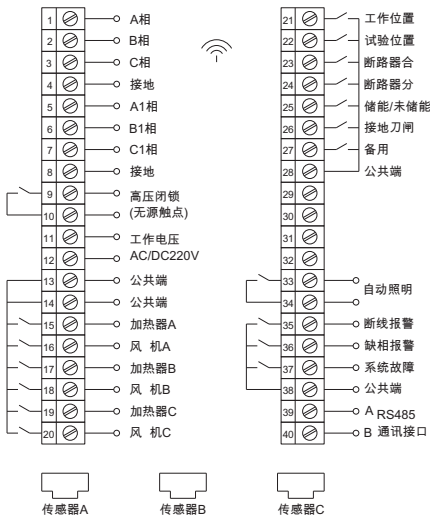 1 A相
2 B相
3 C相
4 接地
5 A1相
6 B1相
7 C1相
8 接地
9 高压闭锁
10 (无源触点)
11 工作电压
12 AC/DC220V
13 公共端
14 公共端
15 加热器A
16 风 机A
17 加热器B
18 风 机B
19 加热器C
20 风 机C
21 工作位置
22 试验位置
23 断路器合
24 断路器分
25 储能/未储能
26 接地刀闸
27 备用
28 公共端
29
30
31
32
33
自动照明
34
35 断线报警
36 缺相报警
37 系统故障
38 公共端
39 A RS485
40 B 通讯接口
传感器A 传感器B 传感器C